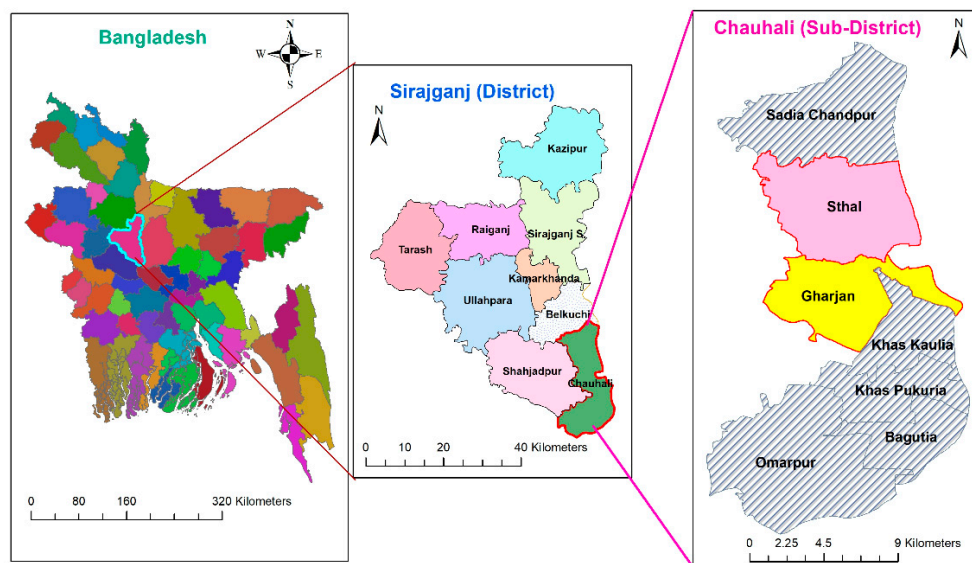 Bangladesh
N
W E
S
0 80 160 320 Kilometers
Sirajganj (District)
N
Kazipur
Raiganj
Sirajganj S.
Tarash
Kamarkhanda
Ullahpara
Belkuchi
Shahjadpur
Chauhali
0 10 20 40 Kilometers
Chauhali (Sub-District)
N
Sadia Chandpur
Sthal
Gharjan
Khas Kaulia
Khas Pukuria
Bagutia
Omarpur
0 2.25 4.5 9 Kilometers